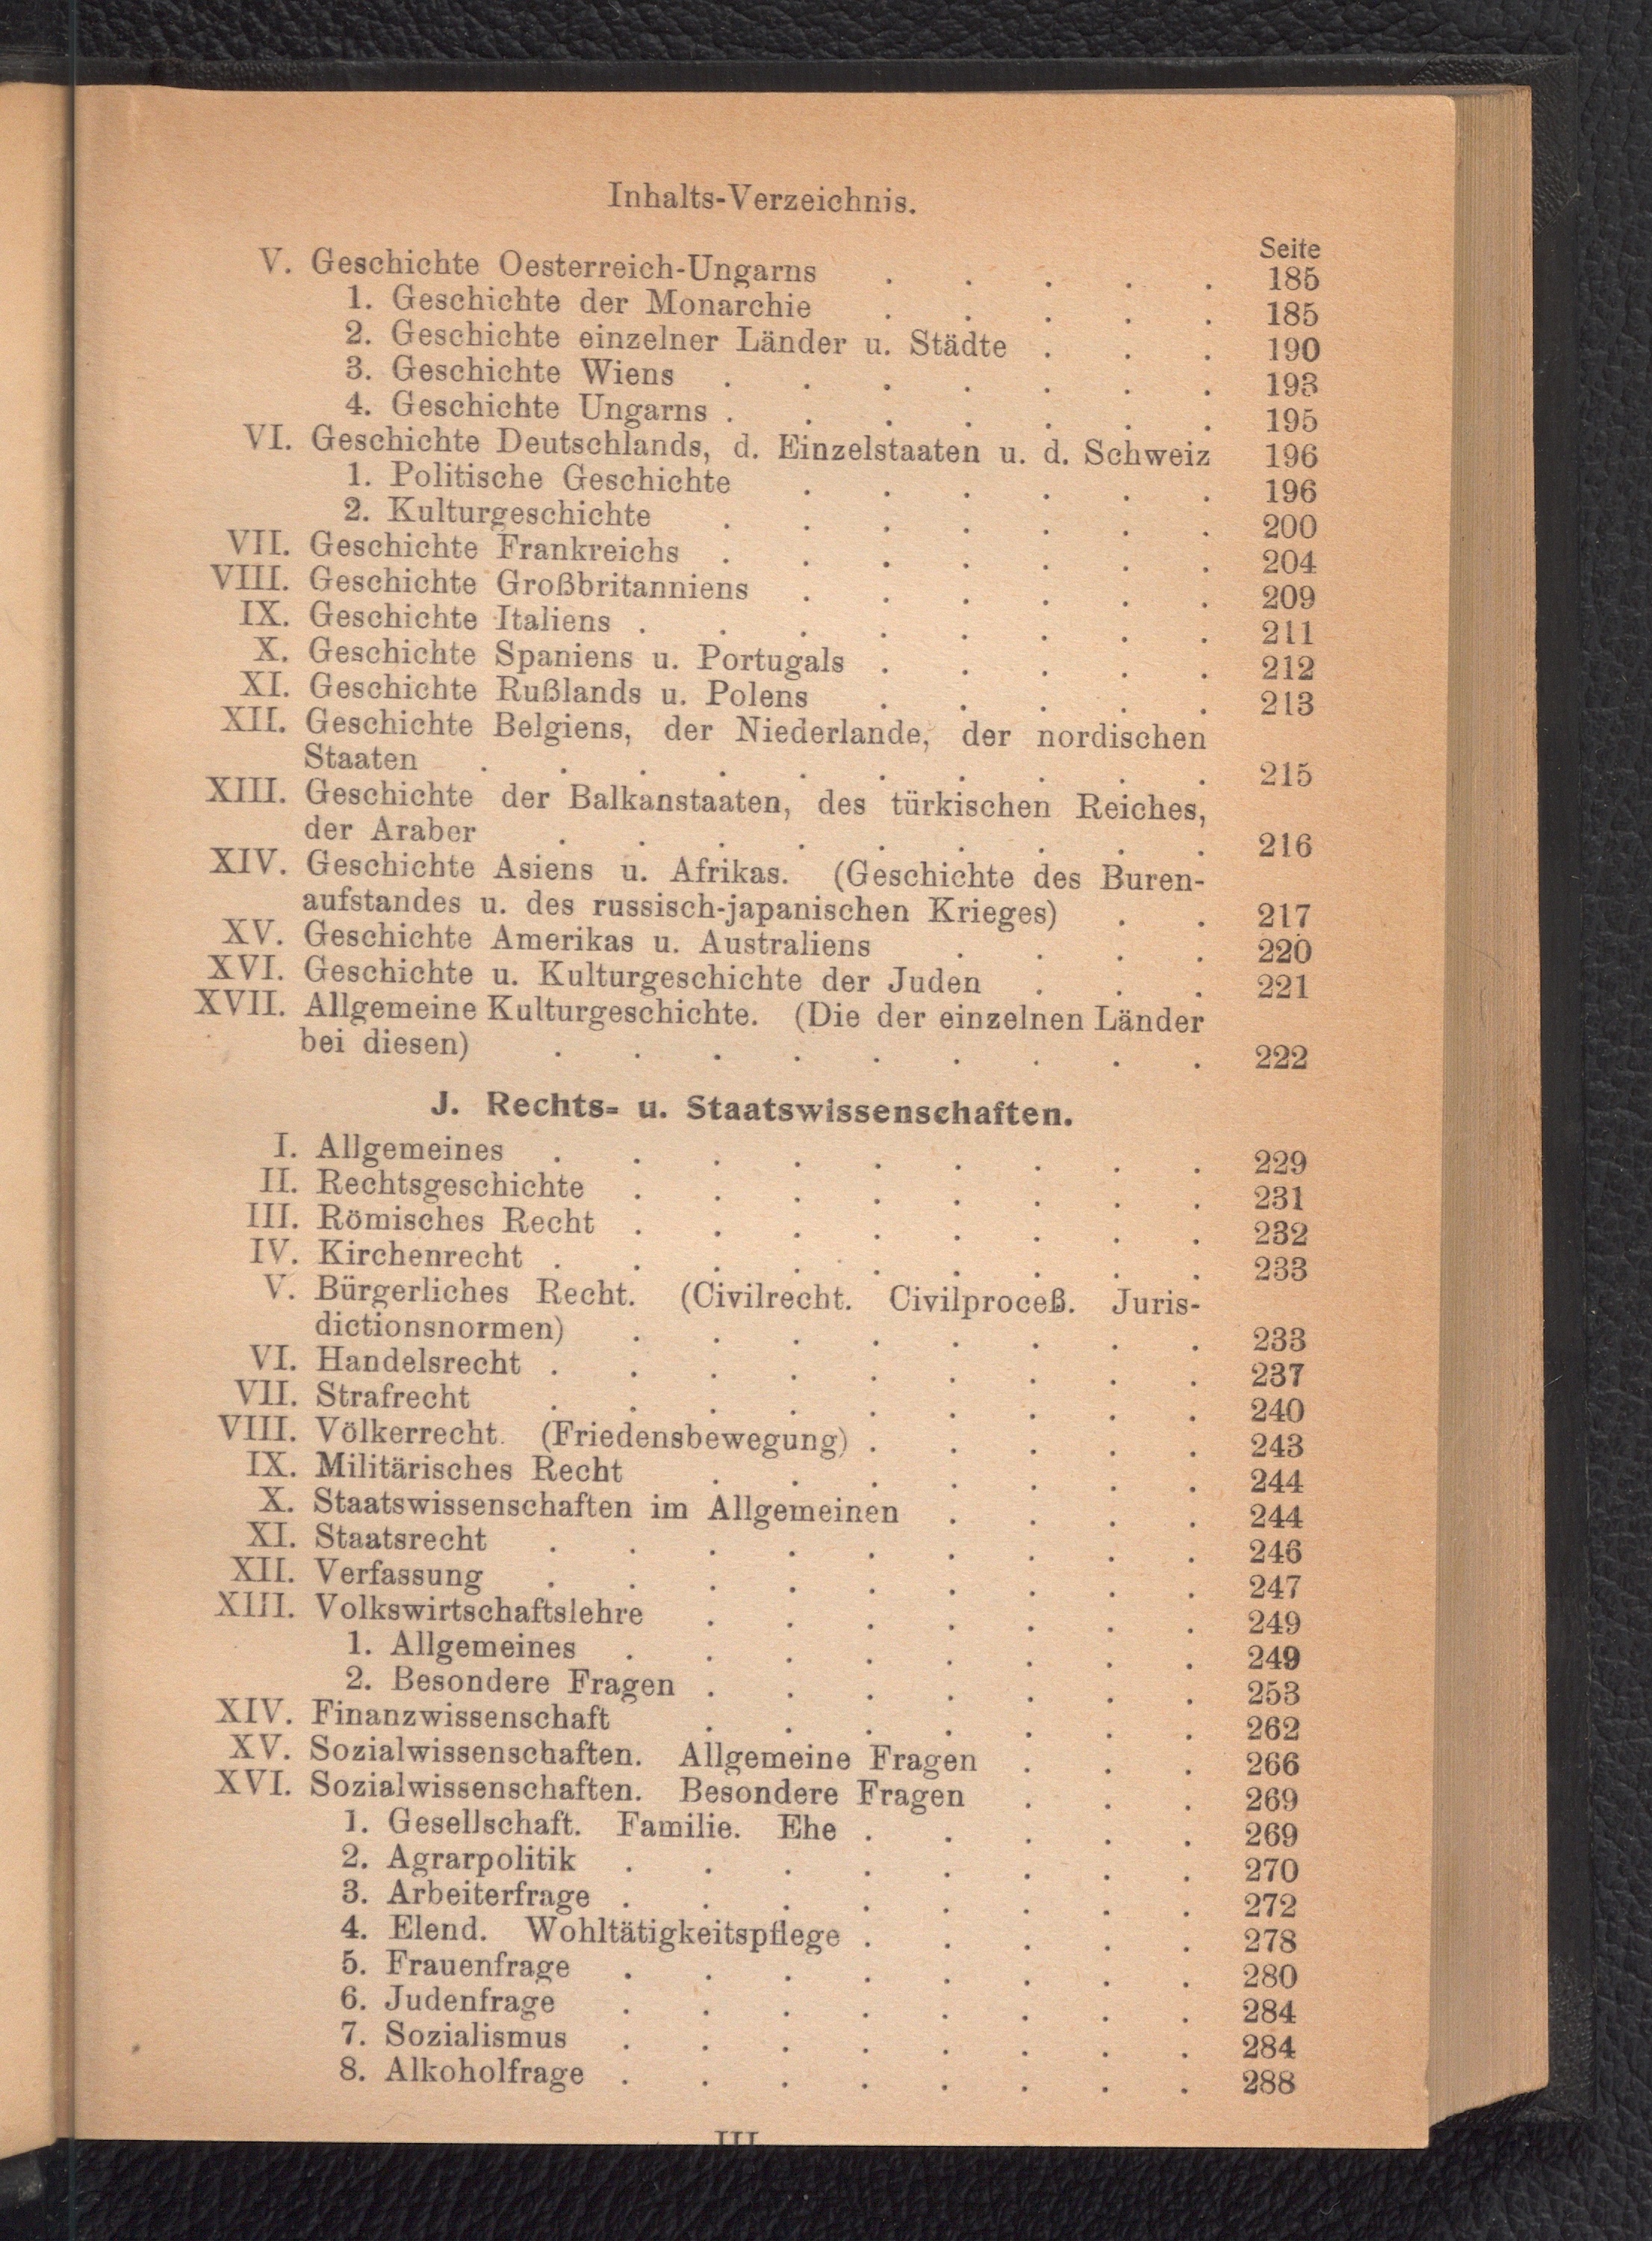 Inhalts-Verzeichnis.
Seite
V. Geschichte Oesterreich-Ungarns . . . . . 185
1. Geschichte der Monarchie . . . . . 185
2. Geschichte einzelner Länder u. Städte . . . 190
3. Geschichte Wiens . . . . . . . 193
4. Geschichte Ungarns . . . . . . . 195
VI. Geschichte Deutschlands, d. Einzelstaaten u. d. Schweiz 196
1. Politische Geschichte . . . . . . 196
2. Kulturgeschichte . . . . . . . 200
VII. Geschichte Frankreichs . . . . . . . 204
VIII. Geschichte Großbritanniens . . . . . . 209
IX. Geschichte Italiens . . . . . . . . 211
X. Geschichte Spaniens u. Portugals . . . . . 212
XI. Geschichte Rußlands u. Polens . . . . . 213
XII. Geschichte Belgiens, der Niederlande, der nordischen
Staaten . . . . . . . . . . 215
XIII. Geschichte der Balkanstaaten, des türkischen Reiches,
der Araber . . . . . . . . . 216
XIV. Geschichte Asiens u. Afrikas. (Geschichte des Buren-
aufstandes u. des russisch-japanischen Krieges) . . 217
XV. Geschichte Amerikas u. Australiens . . . . 220
XVI. Geschichte u. Kulturgeschichte der Juden . . . 221
XVII. Allgemeine Kulturgeschichte. (Die der einzelnen Länder
bei diesen) . . . . . . . . . 222
J. Rechts- u. Staatswissenschaften.
I. Allgemeines . . . . . . . . . 229
II. Rechtsgeschichte . . . . . . . . 231
III. Römisches Recht . . . . . . . . 232
IV. Kirchenrecht . . . . . . . . . 233
V. Bürgerliches Recht. (Civilrecht. Civilproceß. Juris-
dictionsnormen) . . . . . . . . 233
VI. Handelsrecht . . . . . . . . . 237
VII. Strafrecht . . . . . . . . . 240
VIII. Völkerrecht. (Friedensbewegung) . . . . . 243
IX. Militärisches Recht . . . . . . . 244
X. Staatswissenschaften im Allgemeinen . . . . 244
XI. Staatsrecht . . . . . . . . . 246
XII. Verfassung . . . . . . . . . 247
XIII. Volkswirtschaftslehre . . . . . . . 249
1. Allgemeines . . . . . . . . 249
2. Besondere Fragen . . . . . . . 253
XIV. Finanzwissenschaft . . . . . . . 262
XV. Sozialwissenschaften. Allgemeine Fragen . . . 266
XVI. Sozialwissenschaften. Besondere Fragen . . . 269
1. Gesellschaft. Familie. Ehe . . . . . 269
2. Agrarpolitik . . . . . . . . 270
3. Arbeiterfrage . . . . . . . . 272
4. Elend. Wohltätigkeitspflege . . . . . 278
5. Frauenfrage . . . . . . . . 280
6. Judenfrage . . . . . . . . 284
7. Sozialismus . . . . . . . . 284
8. Alkoholfrage . . . . . . . . 288
III